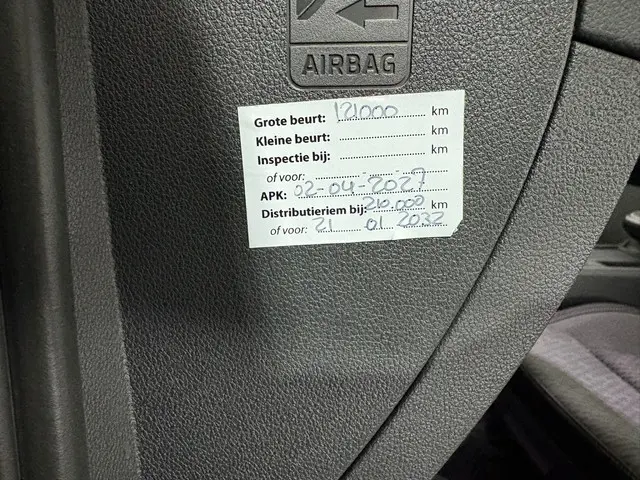 AIRBAG
Grote beurt: 121000 km
Kleine beurt: km
Inspectie bij: km
of voor:
APK: 02-04-2027
Distributieriem bij: 210.000 km
of voor: 21 01 2032